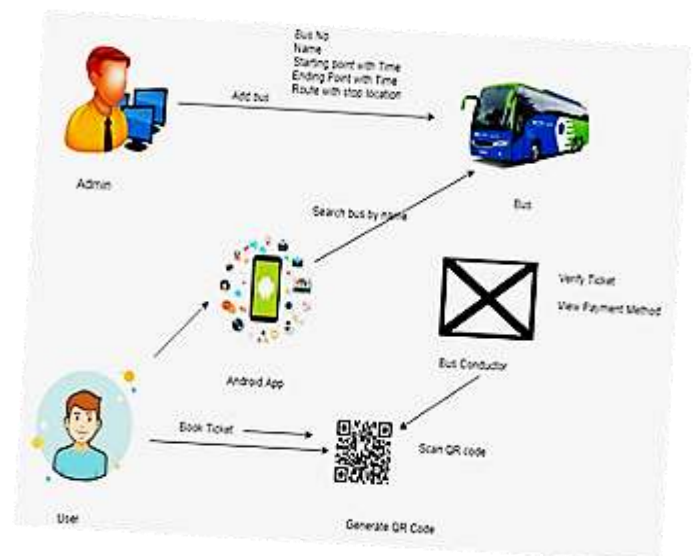 Bus No
Name
Starting point with Time
Ending Point with Time
Route with stop location
Add bus
Admin
Bus
Search bus by name
Verify Ticket
View Payment Method
Bus Conductor
Android App
Book Ticket
Scan QR code
User
Generate QR Code